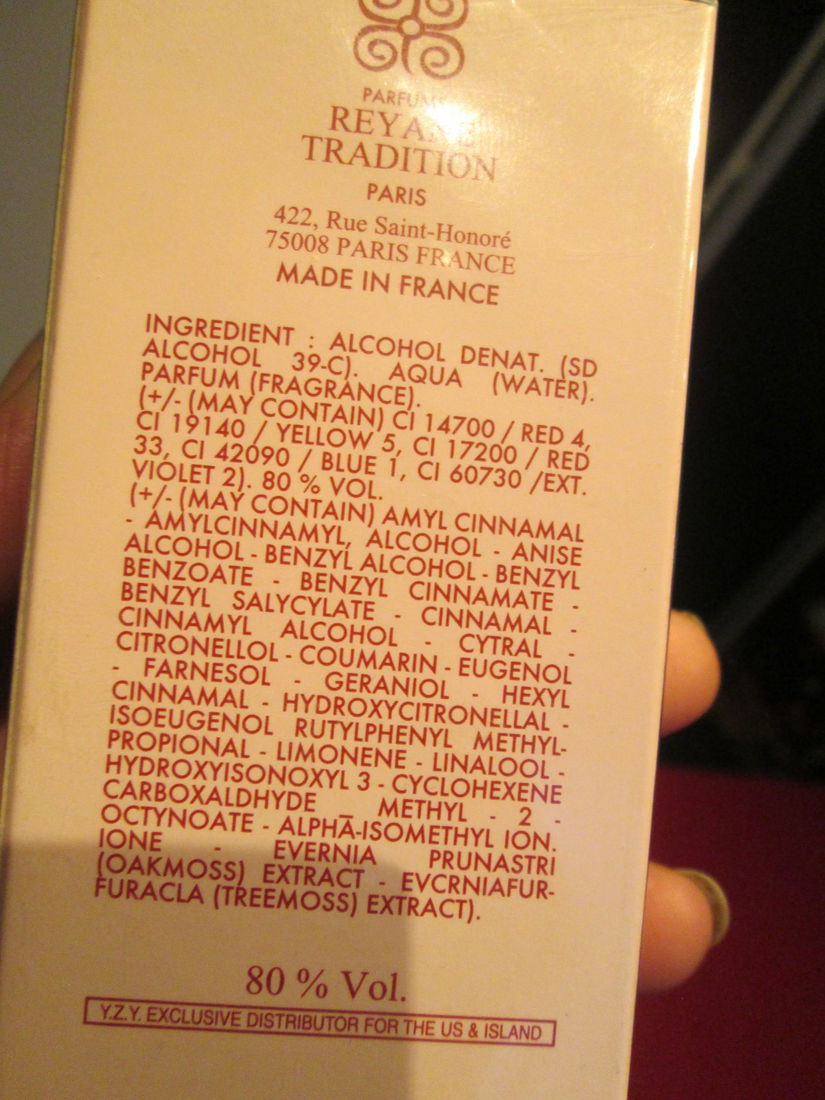 PARFUMS
REYANE
TRADITION
PARIS
422, Rue Saint-Honoré
75008 PARIS FRANCE
MADE IN FRANCE
INGREDIENT : ALCOHOL DENAT. (SD
ALCOHOL 39-C). AQUA (WATER).
PARFUM (FRAGRANCE).
(+/- (MAY CONTAIN) CI 14700 / RED 4,
CI 19140 / YELLOW 5, CI 17200 / RED
33, CI 42090 / BLUE 1, CI 60730 /EXT.
VIOLET 2). 80 % VOL.
(+/- (MAY CONTAIN) AMYL CINNAMAL
- AMYLCINNAMYL, ALCOHOL - ANISE
ALCOHOL - BENZYL ALCOHOL - BENZYL
BENZOATE - BENZYL CINNAMATE -
BENZYL SALYCYLATE - CINNAMAL -
CINNAMYL ALCOHOL - CYTRAL -
CITRONELLOL - COUMARIN - EUGENOL
- FARNESOL - GERANIOL - HEXYL
CINNAMAL - HYDROXYCITRONELLAL -
ISOEUGENOL RUTYLPHENYL METHYL-
PROPIONAL - LIMONENE - LINALOOL -
HYDROXYISONOXYL 3 - CYCLOHEXENE
CARBOXALDHYDE METHYL - 2 -
OCTYNOATE - ALPHĀ-ISOMETHYL ION.
IONE - EVERNIA PRUNASTRI
(OAKMOSS) EXTRACT - EVCRNIAFUR-
FURACLA (TREEMOSS) EXTRACT).
80 % Vol.
Y.Z.Y. EXCLUSIVE DISTRIBUTOR FOR THE US & ISLAND